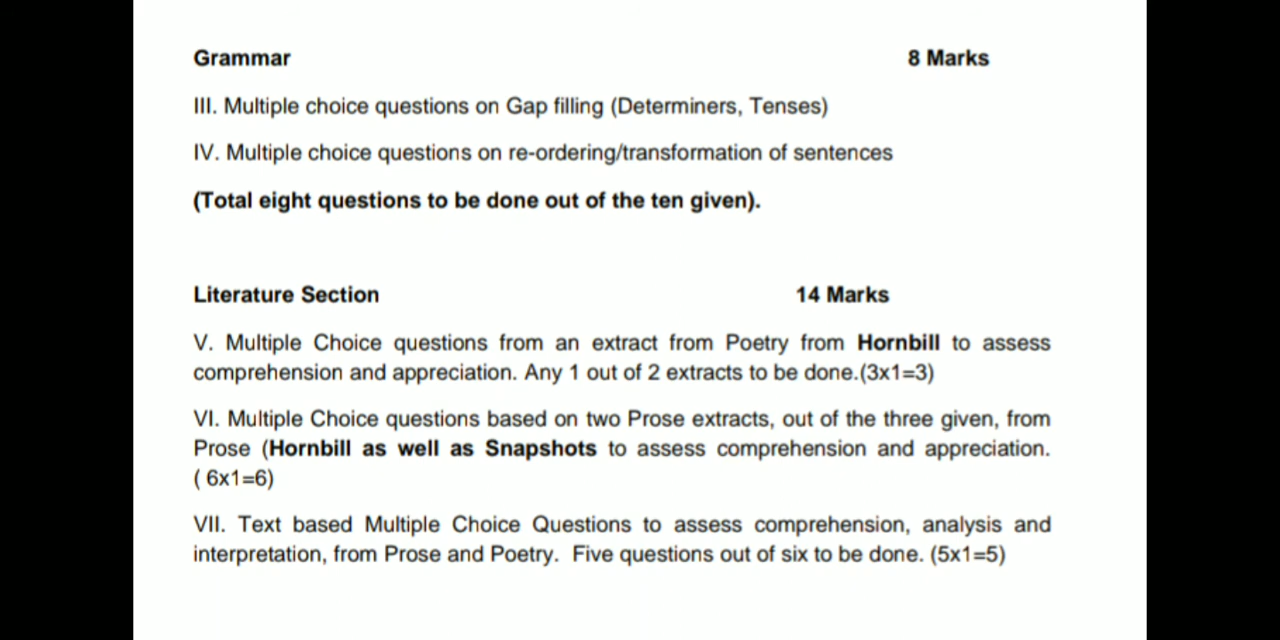 Grammar 8 Marks
III. Multiple choice questions on Gap filling (Determiners, Tenses)
IV. Multiple choice questions on re-ordering/transformation of sentences
(Total eight questions to be done out of the ten given).
Literature Section 14 Marks
V. Multiple Choice questions from an extract from Poetry from Hornbill to assess
comprehension and appreciation. Any 1 out of 2 extracts to be done.(3x1=3)
VI. Multiple Choice questions based on two Prose extracts, out of the three given, from
Prose (Hornbill as well as Snapshots to assess comprehension and appreciation.
( 6x1=6)
VII. Text based Multiple Choice Questions to assess comprehension, analysis and
interpretation, from Prose and Poetry. Five questions out of six to be done. (5x1=5)